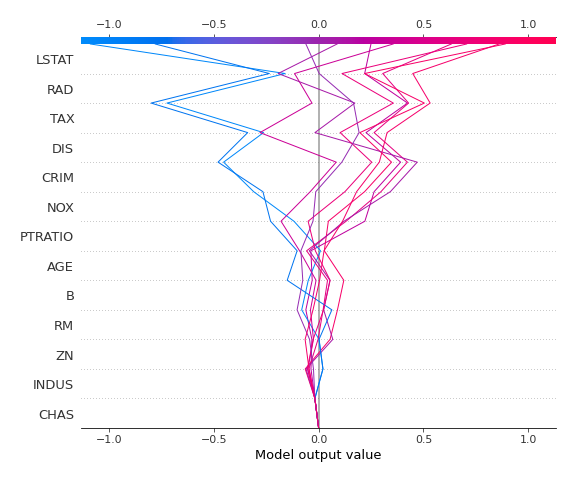 −1.0 −0.5 0.0 0.5 1.0
LSTAT
RAD
TAX
DIS
CRIM
NOX
PTRATIO
AGE
B
RM
ZN
INDUS
CHAS
−1.0 −0.5 0.0 0.5 1.0
Model output value